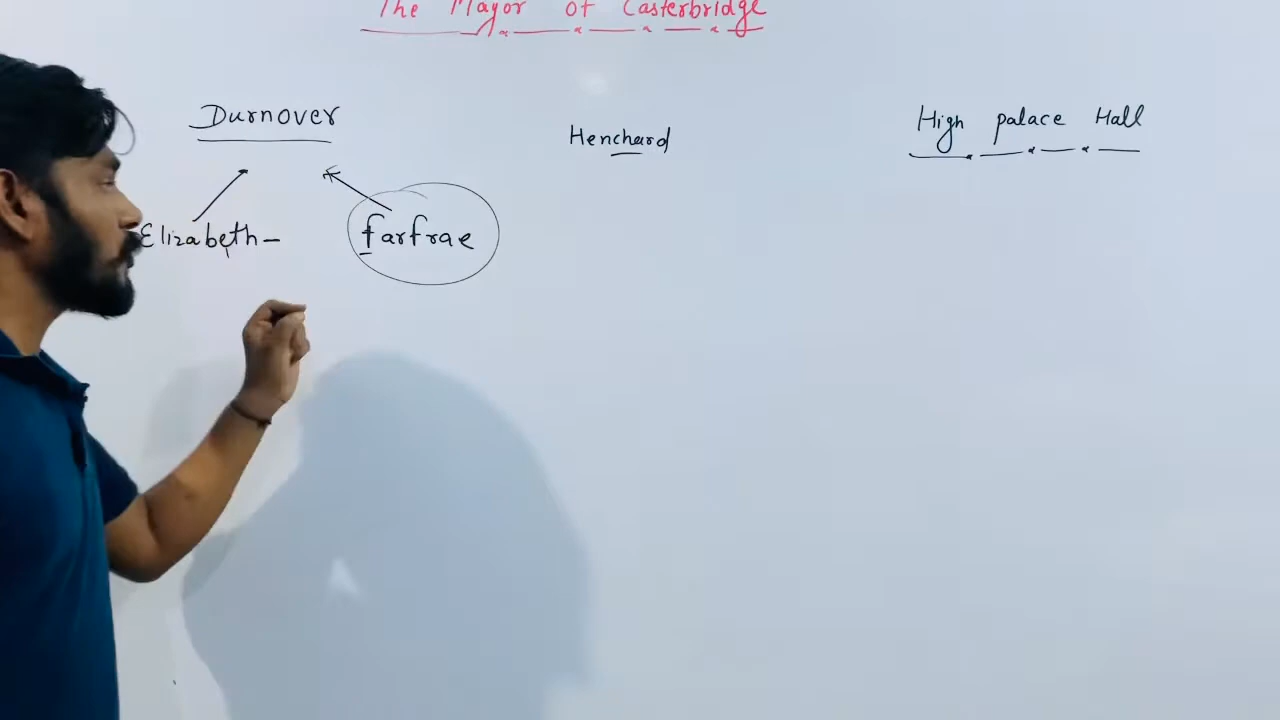 The Mayor of Casterbridge
Durnover
Henchard
High palace Hall
Elizabeth-
farfrae